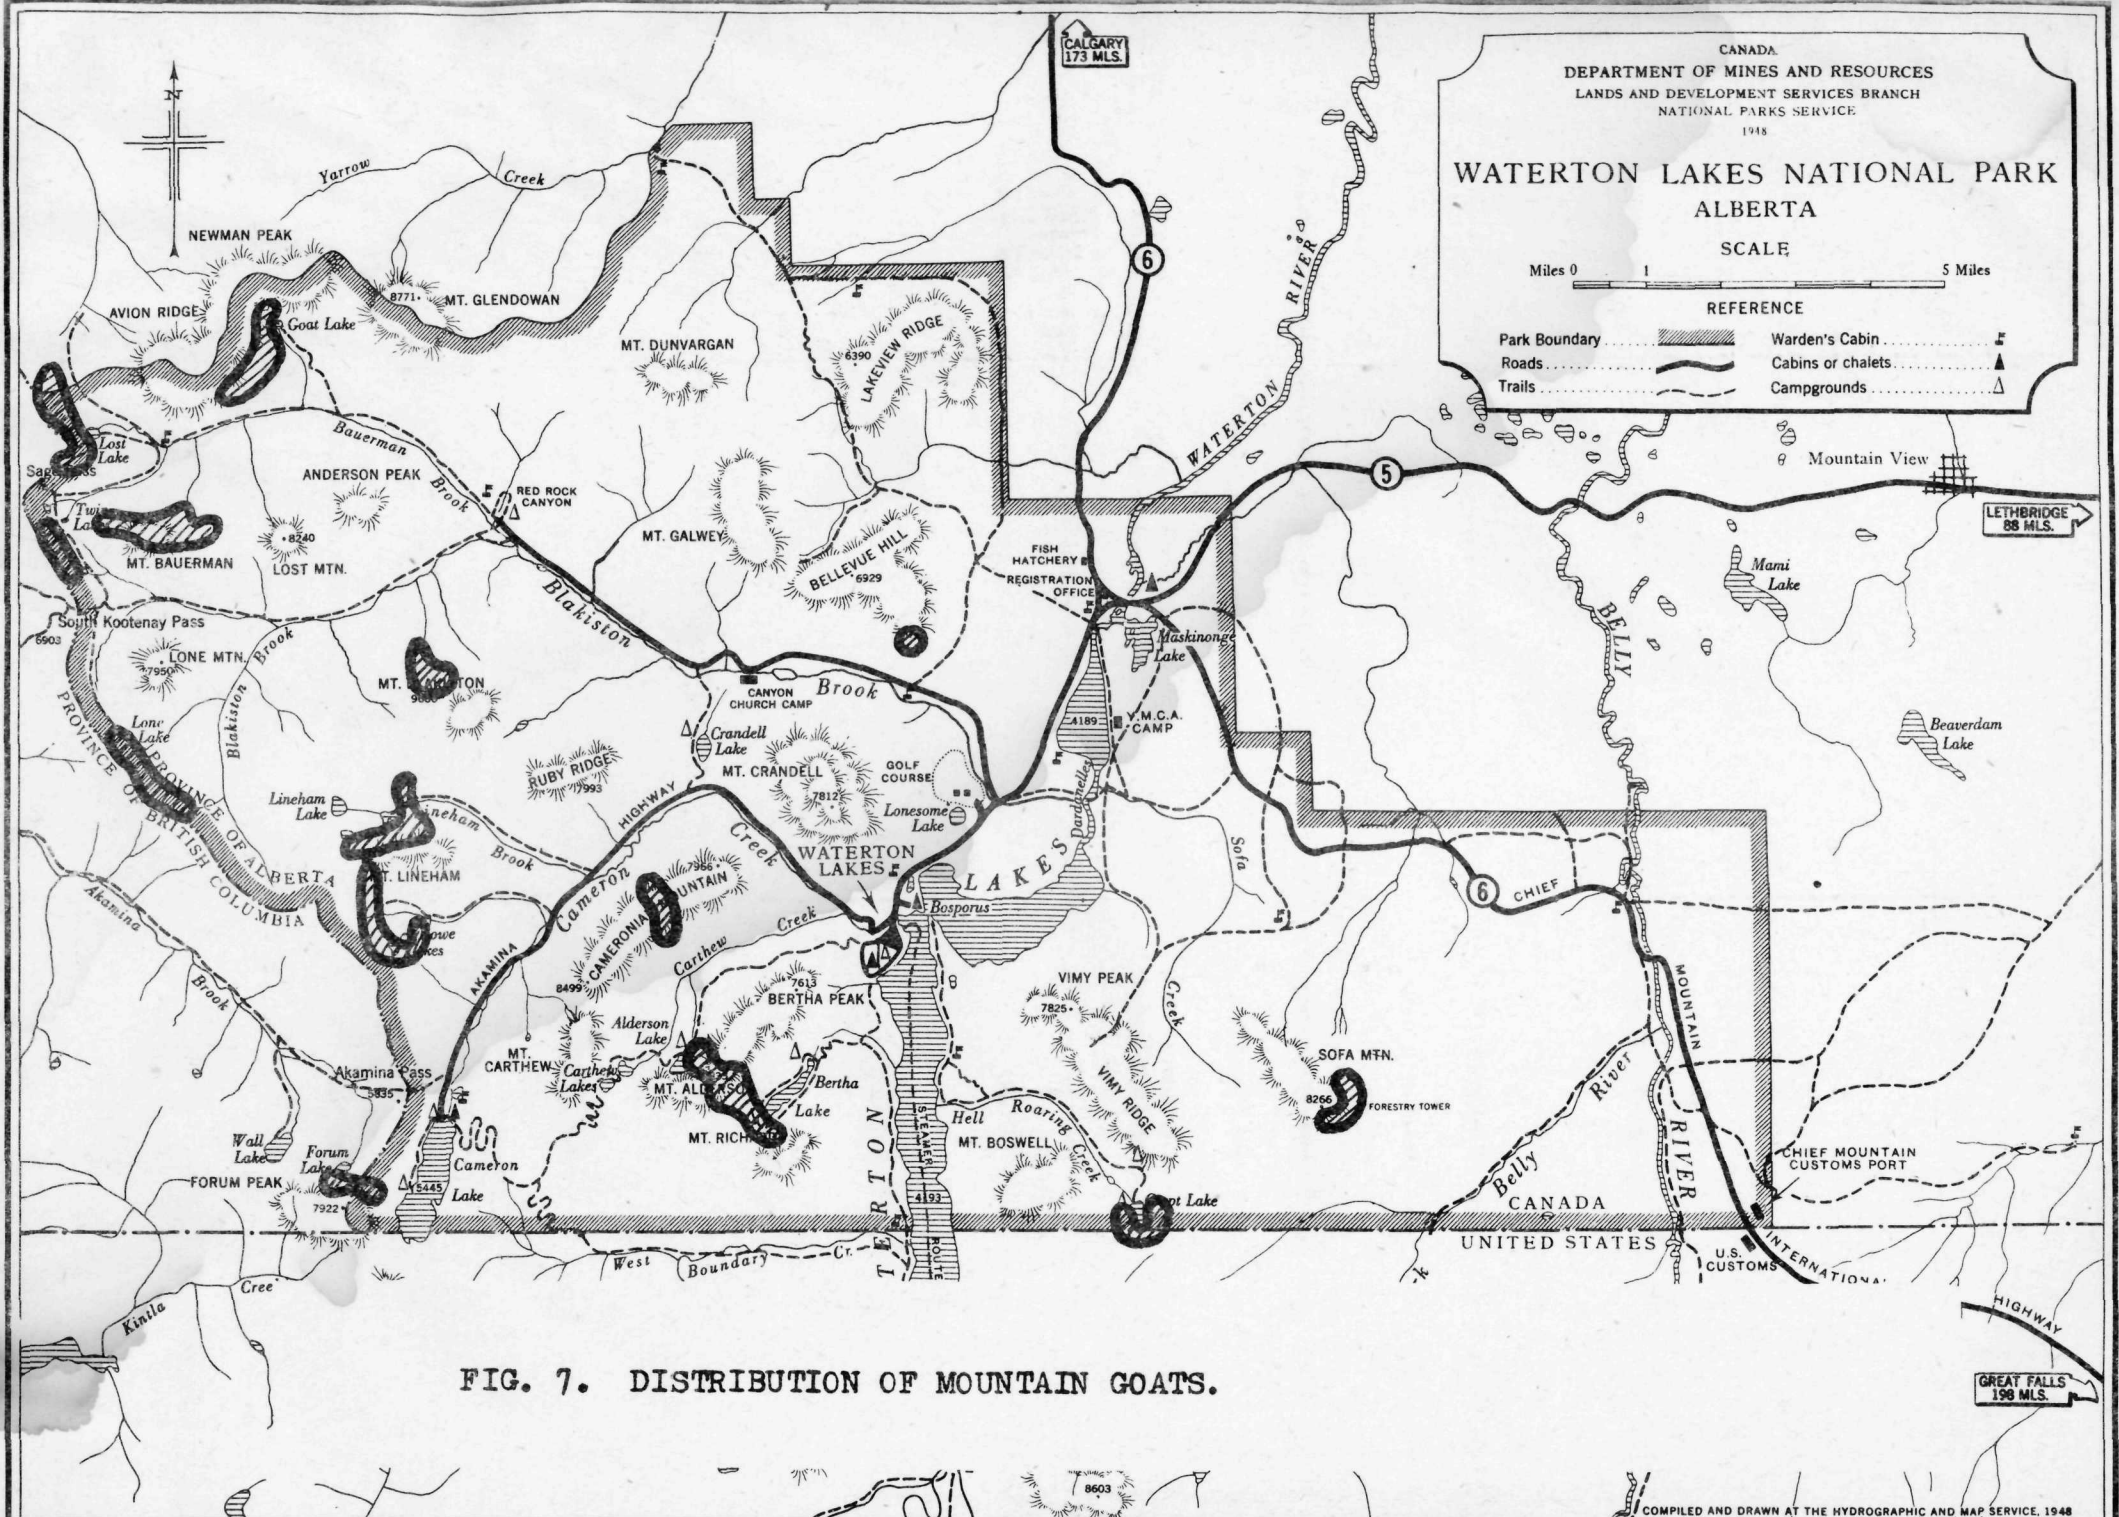 CALGARY
173 MLS.
CANADA
DEPARTMENT OF MINES AND RESOURCES
LANDS AND DEVELOPMENT SERVICES BRANCH
NATIONAL PARKS SERVICE
1948
WATERTON LAKES NATIONAL PARK
ALBERTA
SCALE
Miles 0 1 5 Miles
REFERENCE
Park Boundary
Roads
Trails
Warden's Cabin
Cabins or chalets
Campgrounds
N
Yarrow Creek
NEWMAN PEAK
AVION RIDGE
Goat Lake
8771
MT. GLENDOWAN
MT. DUNVARGAN
6390
LAKEVIEW RIDGE
6
RIVER
WATERTON
5
Mountain View
LETHBRIDGE
88 MLS.
Lost
Lake
Bauerman
Brook
ANDERSON PEAK
RED ROCK
CANYON
8240
LOST MTN.
MT. BAUERMAN
MT. GALWEY
BELLEVUE HILL
6929
FISH
HATCHERY
REGISTRATION
OFFICE
Mami
Lake
BELLY
South Kootenay Pass
6903
LONE MTN.
7950
Brook
Blakiston
Blakiston
Brook
MT.
Maskinonge
Lake
CANYON
CHURCH CAMP
4189
Y.M.C.A.
CAMP
Beaverdam
Lake
Lone
Lake
PROVINCE OF ALBERTA
PROVINCE OF BRITISH COLUMBIA
Crandell
Lake
MT. CRANDELL
7812
GOLF
COURSE
Lonesome
Lake
Dardanelles
RUBY RIDGE
7993
HIGHWAY
Lineham
Lake
Brook
LINEHAM
Creek
WATERTON
LAKES
LAKES
Bosporus
Sofa
Creek
6
CHIEF
MOUNTAIN
Akamina
Brook
Cameron
AKAMINA
7966
CAMERONIA
8499
Carthew
Creek
7613
BERTHA PEAK
VIMY PEAK
7825
VIMY RIDGE
SOFA MTN.
8266
FORESTRY TOWER
Alderson
Lake
MT.
CARTHEW
Carthew
Lakes
Bertha
Lake
Akamina Pass
5835
Wall
Lake
Forum
Lake
FORUM PEAK
7922
Cameron
Lake
5445
Hell Roaring
Creek
MT. BOSWELL
STEAMER
ROUTE
4193
TERTON
Belly
River
RIVER
CHIEF MOUNTAIN
CUSTOMS PORT
CANADA
UNITED STATES
U.S.
CUSTOMS
West Boundary Cr.
Kintla
HIGHWAY
GREAT FALLS
198 MLS.
FIG. 7. DISTRIBUTION OF MOUNTAIN GOATS.
8603
COMPILED AND DRAWN AT THE HYDROGRAPHIC AND MAP SERVICE, 1948